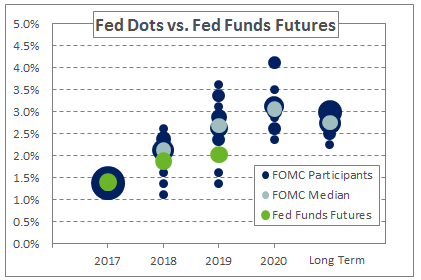 Fed Dots vs. Fed Funds Futures
5.0%
4.5%
4.0%
3.5%
3.0%
2.5%
2.0%
1.5%
1.0%
0.5%
0.0%
FOMC Participants
FOMC Median
Fed Funds Futures
2017 2018 2019 2020 Long Term